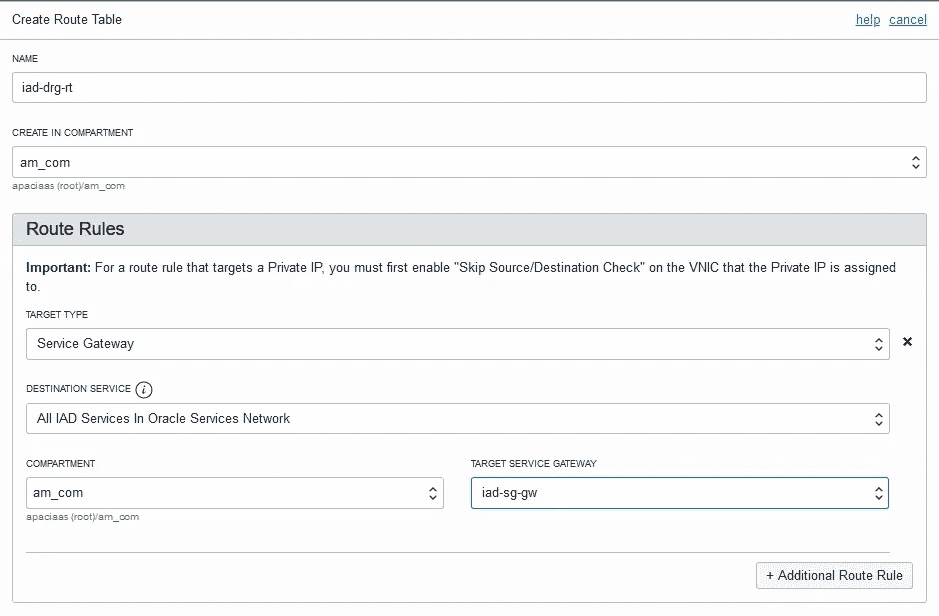 Create Route Table
help cancel
NAME
iad-drg-rt
CREATE IN COMPARTMENT
am_com
apaciaas (root)/am_com
Route Rules
Important: For a route rule that targets a Private IP, you must first enable "Skip Source/Destination Check" on the VNIC that the Private IP is assigned
to.
TARGET TYPE
Service Gateway
DESTINATION SERVICE i
All IAD Services In Oracle Services Network
COMPARTMENT
TARGET SERVICE GATEWAY
am_com
iad-sg-gw
apaciaas (root)/am_com
+ Additional Route Rule